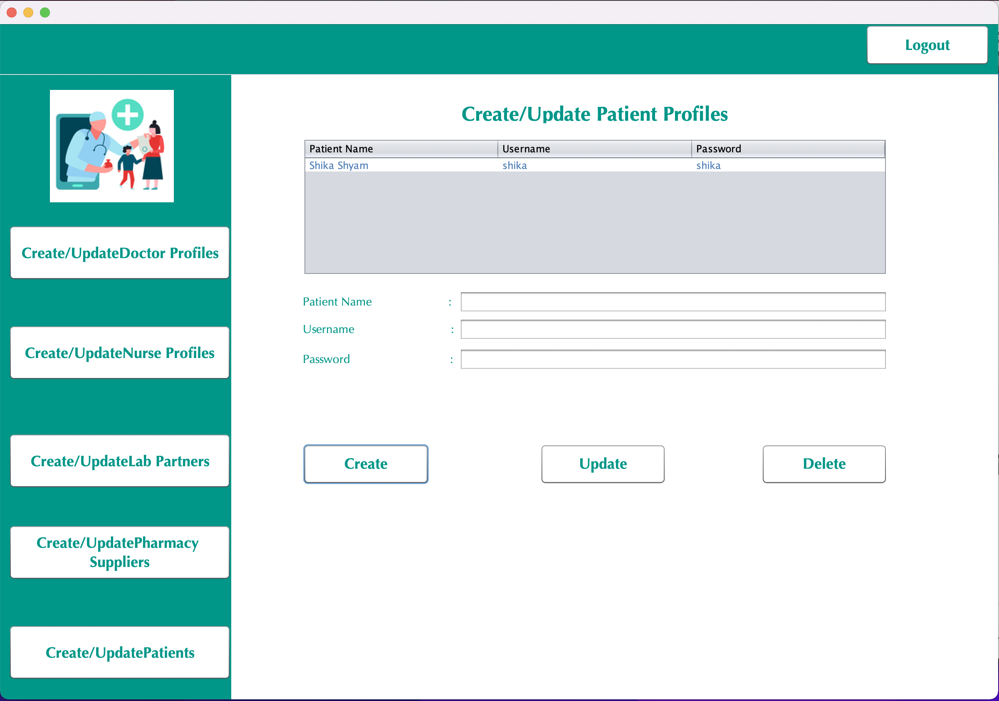 Logout
Create/Update Patient Profiles
Patient Name Username Password
Shika Shyam shika shika
Patient Name :
Username :
Password :
Create Update Delete
Create/UpdateDoctor Profiles
Create/UpdateNurse Profiles
Create/UpdateLab Partners
Create/UpdatePharmacy
Suppliers
Create/UpdatePatients